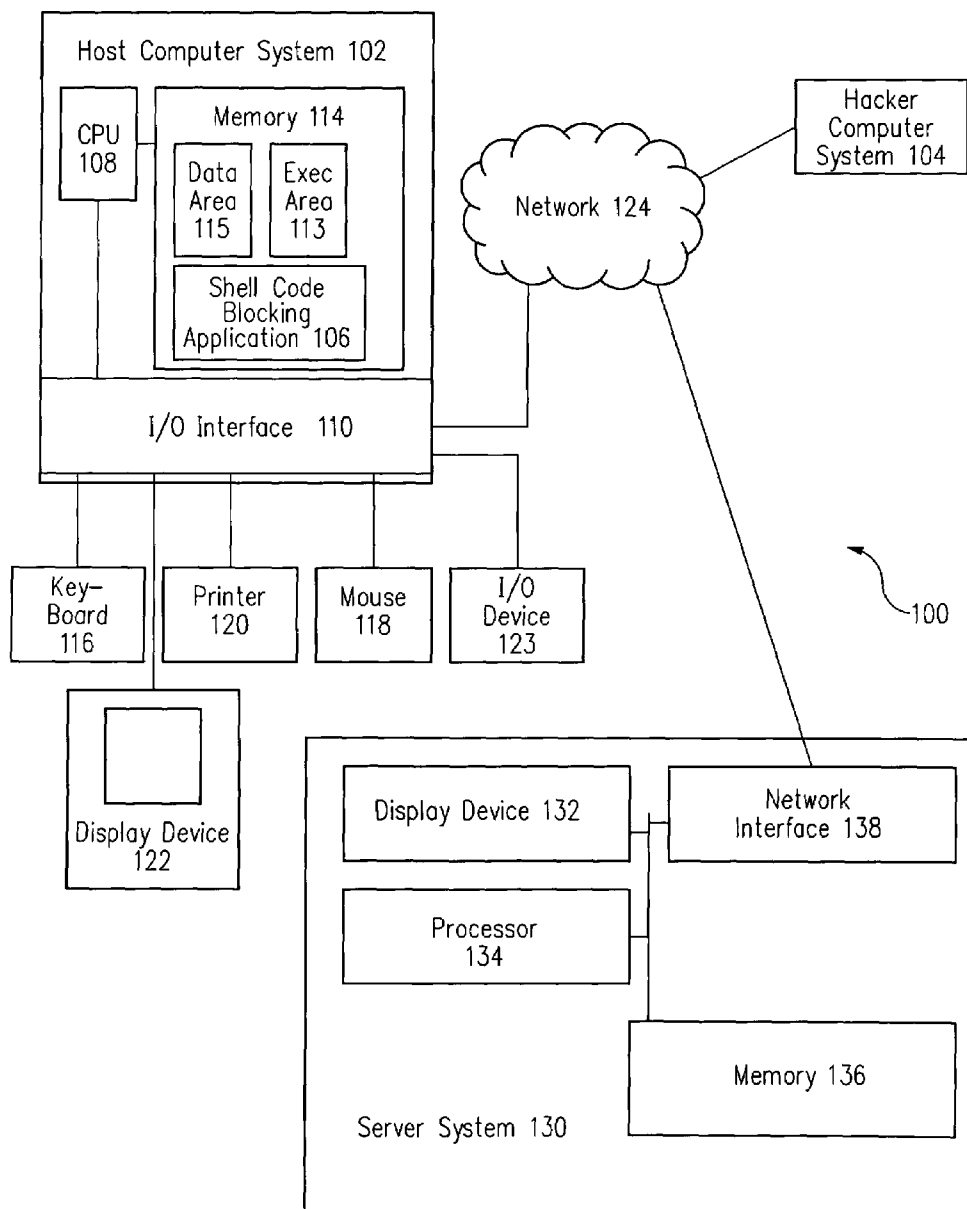 Host Computer System 102
CPU
108
Memory 114
Data
Area
115
Exec
Area
113
Shell Code
Blocking
Application 106
I/O Interface 110
Network 124
Hacker
Computer
System 104
Key-
Board
116
Printer
120
Mouse
118
I/O
Device
123
100
Display Device
122
Display Device 132
Network
Interface 138
Processor
134
Memory 136
Server System 130